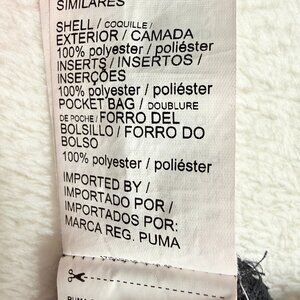 SIMILARES
SHELL / COQUILLE /
EXTERIOR / CAMADA
100% polyester / poliéster
INSERTS / INSERTOS /
INSERÇÕES
100% polyester / poliéster
POCKET BAG / DOUBLURE
DE POCHE / FORRO DEL
BOLSILLO / FORRO DO
BOLSO
100% polyester / poliéster
IMPORTED BY /
IMPORTADO POR /
IMPORTADOS POR:
MARCA REG. PUMA